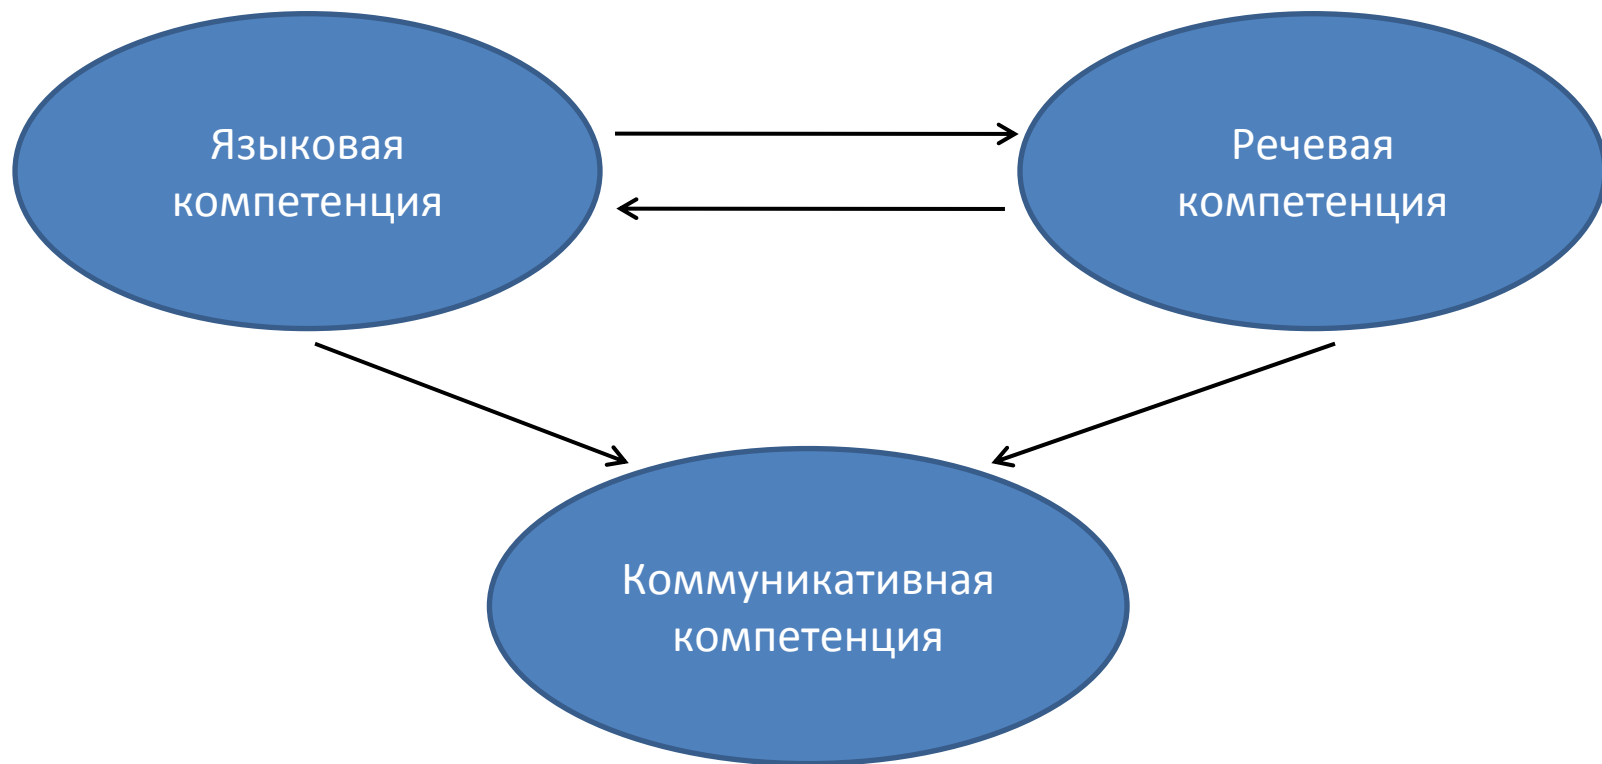 Языковая
компетенция
Речевая
компетенция
Коммуникативная
компетенция